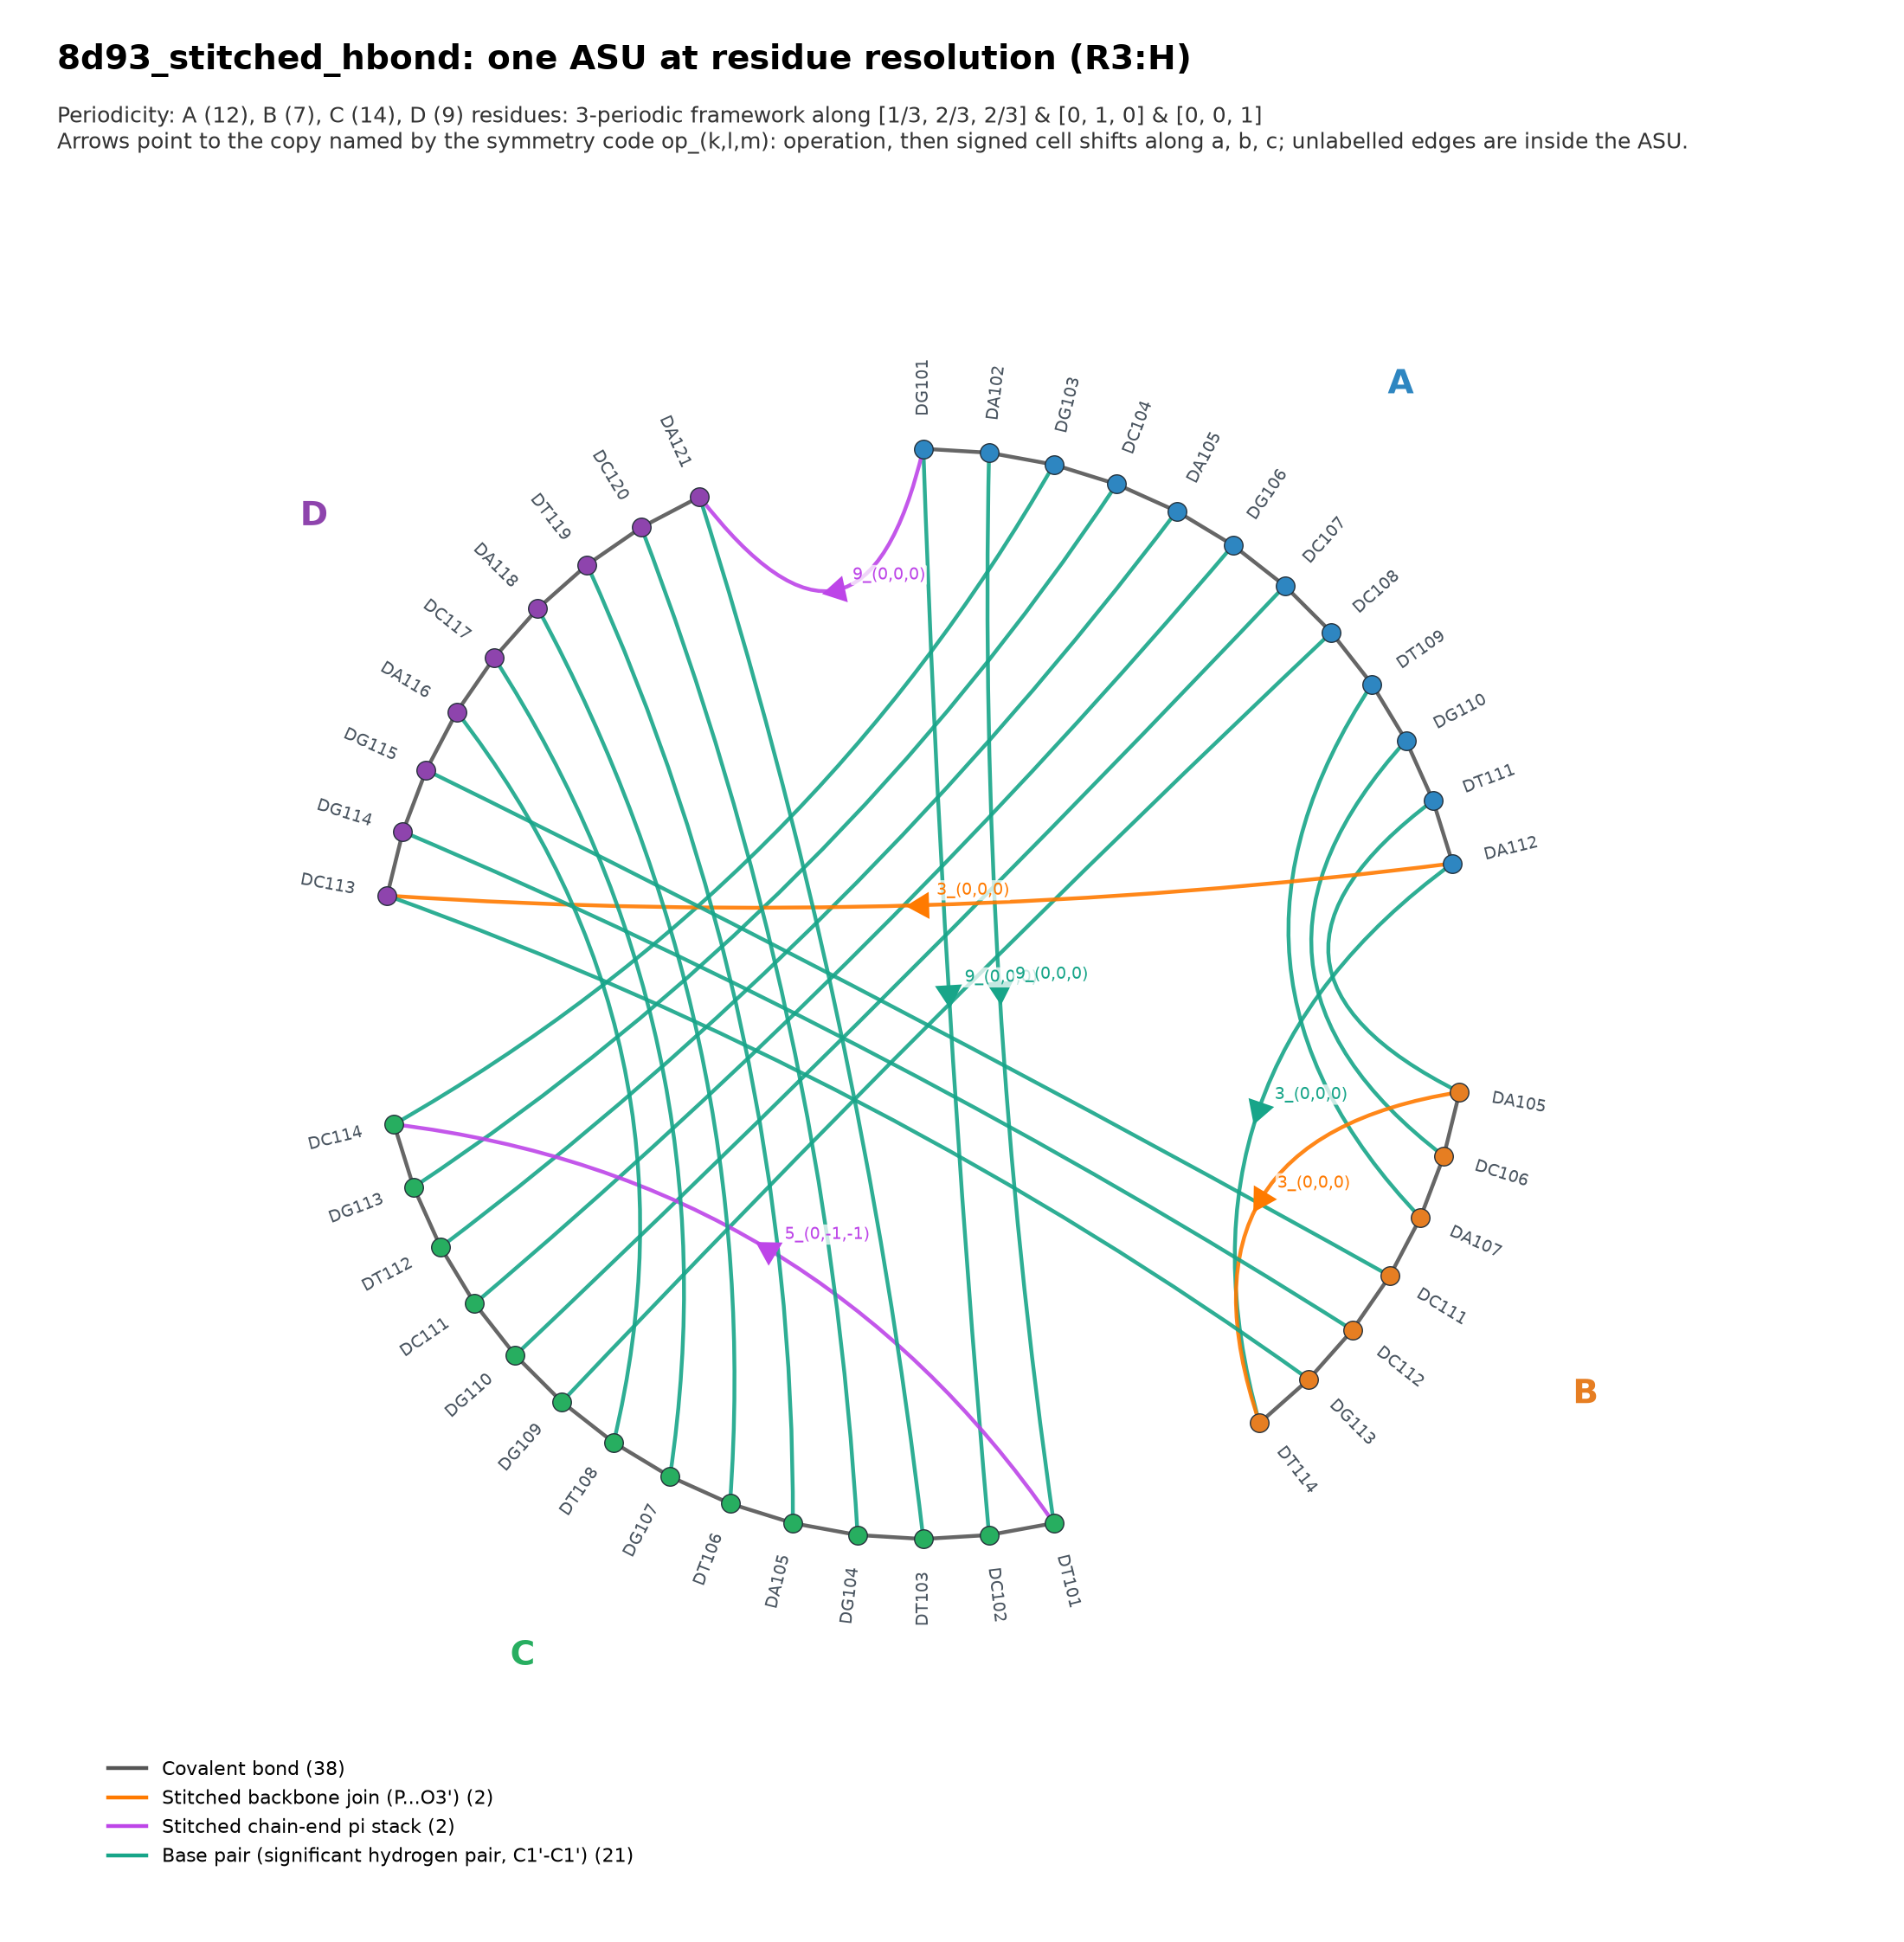 8d93_stitched_hbond: one ASU at residue resolution (R3:H)
Periodicity: A (12), B (7), C (14), D (9) residues: 3-periodic framework along [1/3, 2/3, 2/3] & [0, 1, 0] & [0, 0, 1]
Arrows point to the copy named by the symmetry code op_(k,l,m): operation, then signed cell shifts along a, b, c; unlabelled edges are inside the ASU.
A
DG101
DA102
DG103
DC104
DA105
DG106
DC107
DC108
DT109
DG110
DT111
DA112
B
DA105
DC106
DA107
DC111
DC112
DG113
DT114
C
DT101
DC102
DT103
DG104
DA105
DT106
DG107
DT108
DG109
DG110
DC111
DT112
DG113
DC114
D
DC113
DG114
DG115
DA116
DC117
DA118
DT119
DC120
DA121
9_(0,0,0)
3_(0,0,0)
9_(0,0
9_(0,0,0)
3_(0,0,0)
3_(0,0,0)
5_(0,-1,-1)
Covalent bond (38)
Stitched backbone join (P...O3') (2)
Stitched chain-end pi stack (2)
Base pair (significant hydrogen pair, C1'-C1') (21)